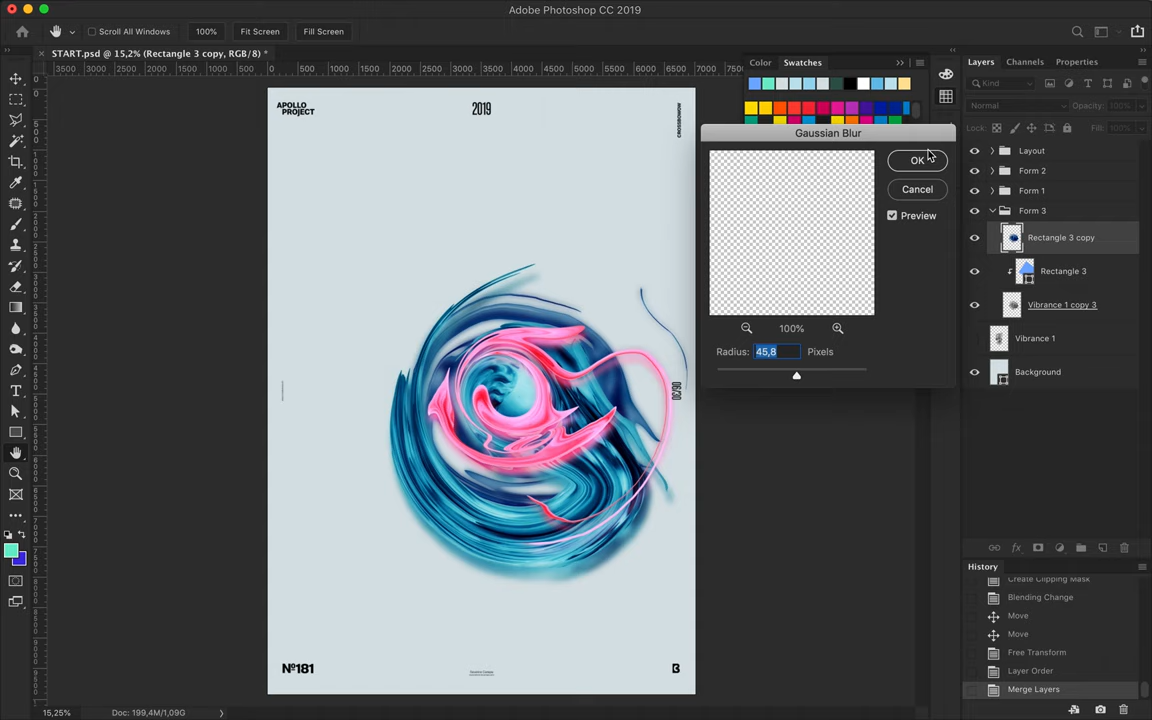 Adobe Photoshop CC 2019
Scroll All Windows
100%
Fit Screen
Fill Screen
START.psd @ 15,2% (Rectangle 3 copy, RGB/8) *
3500 3000 2500 2000 1500 1000 500 0 500 1000 1500 2000 2500 3000 3500 4000 4500 5000 5500 6000 6500 7000
APOLLO
PROJECT
2019
CROSSBOWOW
06/30
Nº181
Color
Swatches
Gaussian Blur
OK
Cancel
Preview
100%
Radius: 45,8 Pixels
Layers
Channels
Properties
Kind
Normal
Opacity: 100%
Lock:
Fill: 100%
Layout
Form 2
Form 1
Form 3
Rectangle 3 copy
Rectangle 3
Vibrance 1 copy 3
Vibrance 1
Background
History
Create Clipping Mask
Blending Change
Move
Move
Free Transform
Layer Order
Merge Layers
15,25%
Doc: 199,4M/1,09G